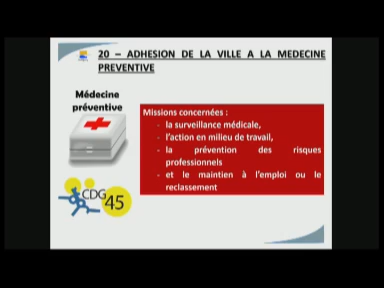 20 – ADHESION DE LA VILLE A LA MEDECINE
PREVENTIVE
Médecine
préventive
Missions concernées :
- la surveillance médicale,
- l'action en milieu de travail,
- la prévention des risques
professionnels
- et le maintien à l'emploi ou le
reclassement
CDG 45